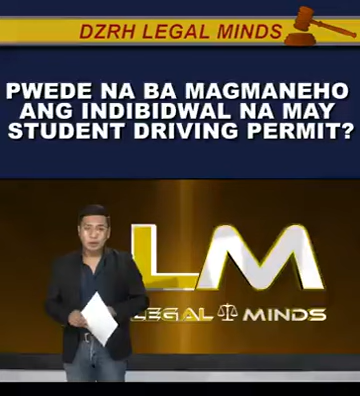 DZRH LEGAL MINDS
PWEDE NA BA MAGMANEHO
ANG INDIBIDWAL NA MAY
STUDENT DRIVING PERMIT?
LM
LEGAL MINDS